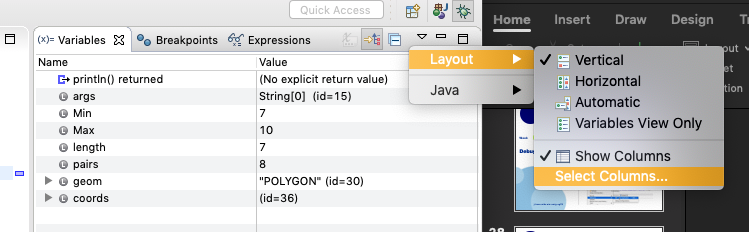 Quick Access
Home Insert Draw Design
(x)= Variables Breakpoints Expressions
Name Value
println() returned (No explicit return value)
args String[0] (id=15)
Min 7
Max 10
length 7
pairs 8
geom "POLYGON" (id=30)
coords (id=36)
Layout
Java
Vertical
Horizontal
Automatic
Variables View Only
Show Columns
Select Columns...